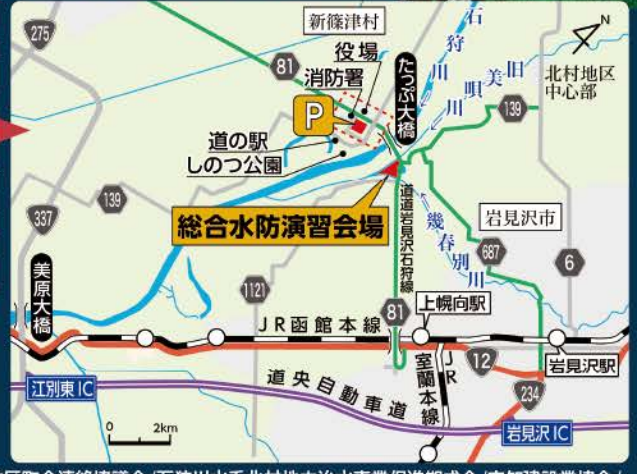 275
新篠津村
石狩川
役場
81
消防署
たっぷ大橋
旧美唄川
北村地区
中心部
139
P
道の駅
しのつ公園
139
総合水防演習会場
道道岩見沢石狩線
幾春別川
岩見沢市
337
687
6
美原大橋
1121
81
上幌向駅
JR函館本線
12
岩見沢駅
JR室蘭本線
234
江別東IC
道央自動車道
0 2km
岩見沢IC